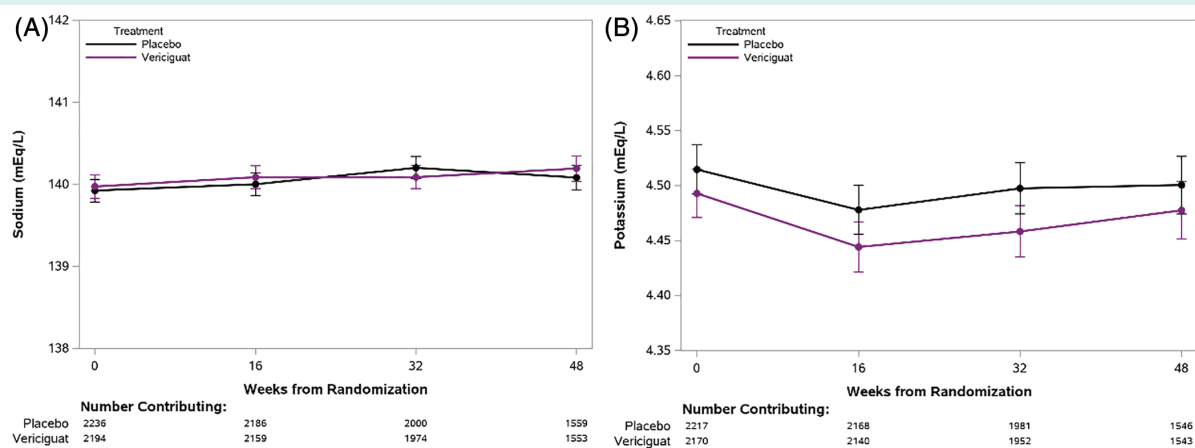 (A)
Treatment
Placebo
Vericiguat
142
141
140
139
138
Sodium (mEq/L)
0 16 32 48
Weeks from Randomization
Number Contributing:
Placebo 2236 2186 2000 1559
Vericiguat 2194 2159 1974 1553
(B)
Treatment
Placebo
Vericiguat
4.65
4.60
4.55
4.50
4.45
4.40
4.35
Potassium (mEq/L)
0 16 32 48
Weeks from Randomization
Number Contributing:
Placebo 2217 2168 1981 1546
Vericiguat 2170 2140 1952 1543